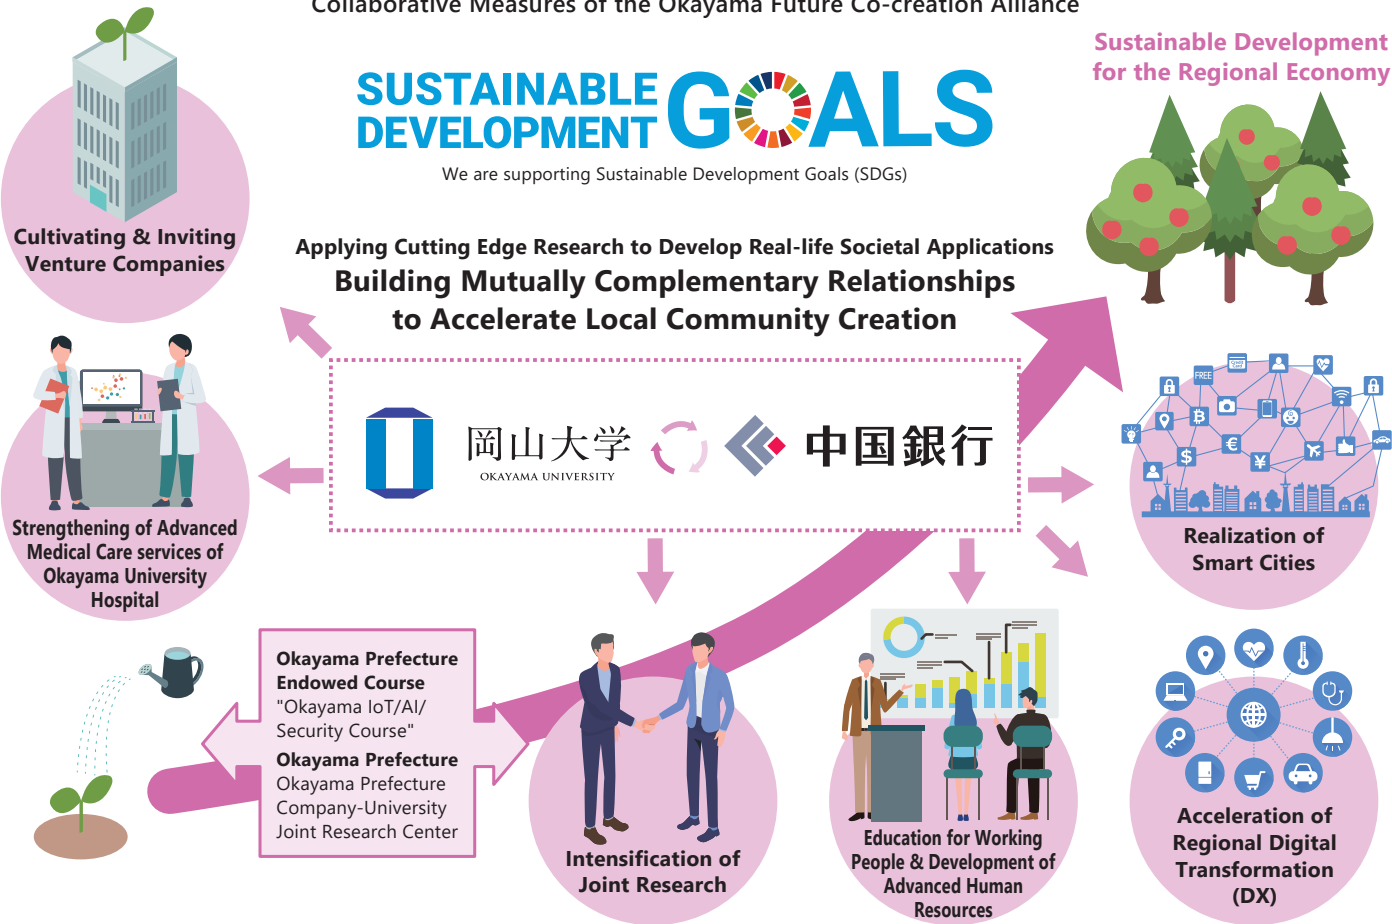 Collaborative Measures of the Okayama Future Co-creation Alliance
Sustainable Development
for the Regional Economy
SUSTAINABLE
DEVELOPMENT
GOALS
We are supporting Sustainable Development Goals (SDGs)
Cultivating & Inviting
Venture Companies
Applying Cutting Edge Research to Develop Real-life Societal Applications
Building Mutually Complementary Relationships
to Accelerate Local Community Creation
岡山大学
OKAYAMA UNIVERSITY
中国銀行
Credit
Card
FREE
Strengthening of Advanced
Medical Care services of
Okayama University
Hospital
Realization of
Smart Cities
Okayama Prefecture
Endowed Course
"Okayama IoT/AI/
Security Course"
Okayama Prefecture
Okayama Prefecture
Company-University
Joint Research Center
Intensification of
Joint Research
Education for Working
People & Development of
Advanced Human
Resources
Acceleration of
Regional Digital
Transformation
(DX)